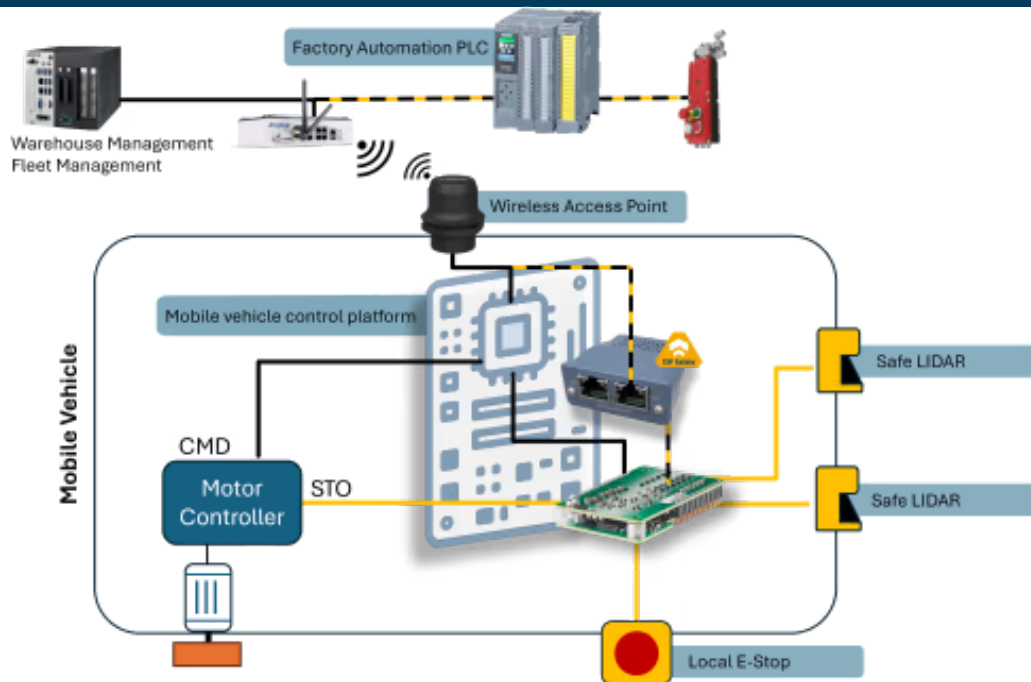 Factory Automation PLC
Warehouse Management
Fleet Management
Wireless Access Point
Mobile vehicle control platform
Safe LIDAR
Mobile Vehicle
CMD
Motor
Controller
STO
Safe LIDAR
Local E-Stop